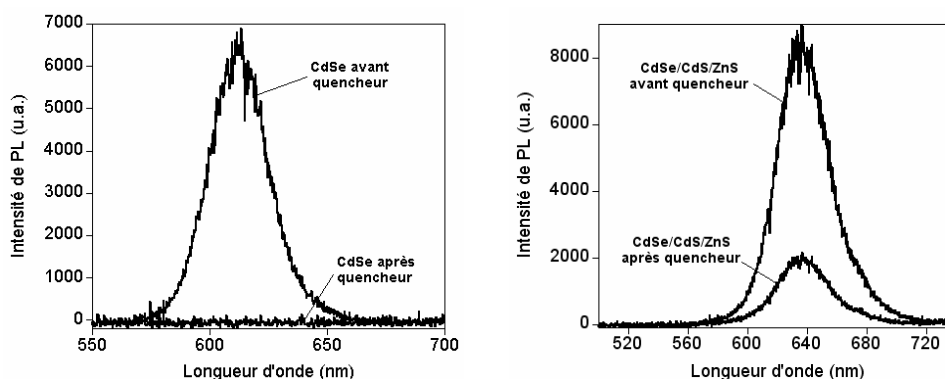 Intensité de PL (u.a.)
7000
6000
5000
4000
3000
2000
1000
0
CdSe avant
quencheur
CdSe après
quencheur
550
600
650
700
Longueur d'onde (nm)
Intensité de PL (u.a.)
8000
6000
4000
2000
0
CdSe/CdS/ZnS
avant quencheur
CdSe/CdS/ZnS
après quencheur
520
560
600
640
680
720
Longueur d'onde (nm)